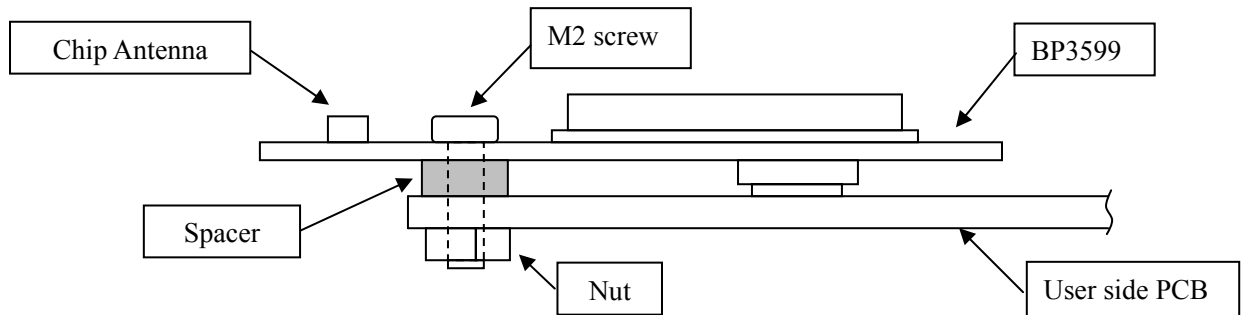 Chip Antenna
M2 screw
BP3599
Spacer
Nut
User side PCB